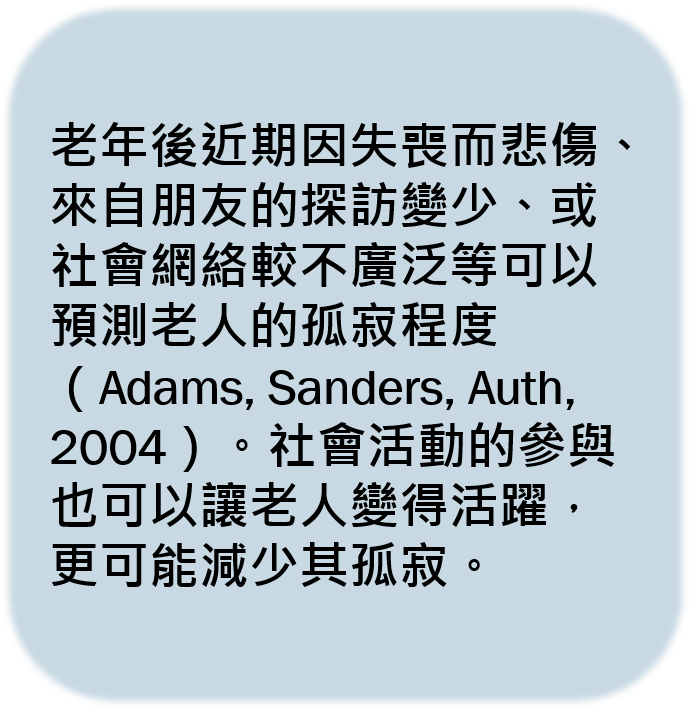 老年後近期因失喪而悲傷、
來自朋友的探訪變少、或
社會網絡較不廣泛等可以
預測老人的孤寂程度
（Adams, Sanders, Auth,
2004）。社會活動的參與
也可以讓老人變得活躍，
更可能減少其孤寂。